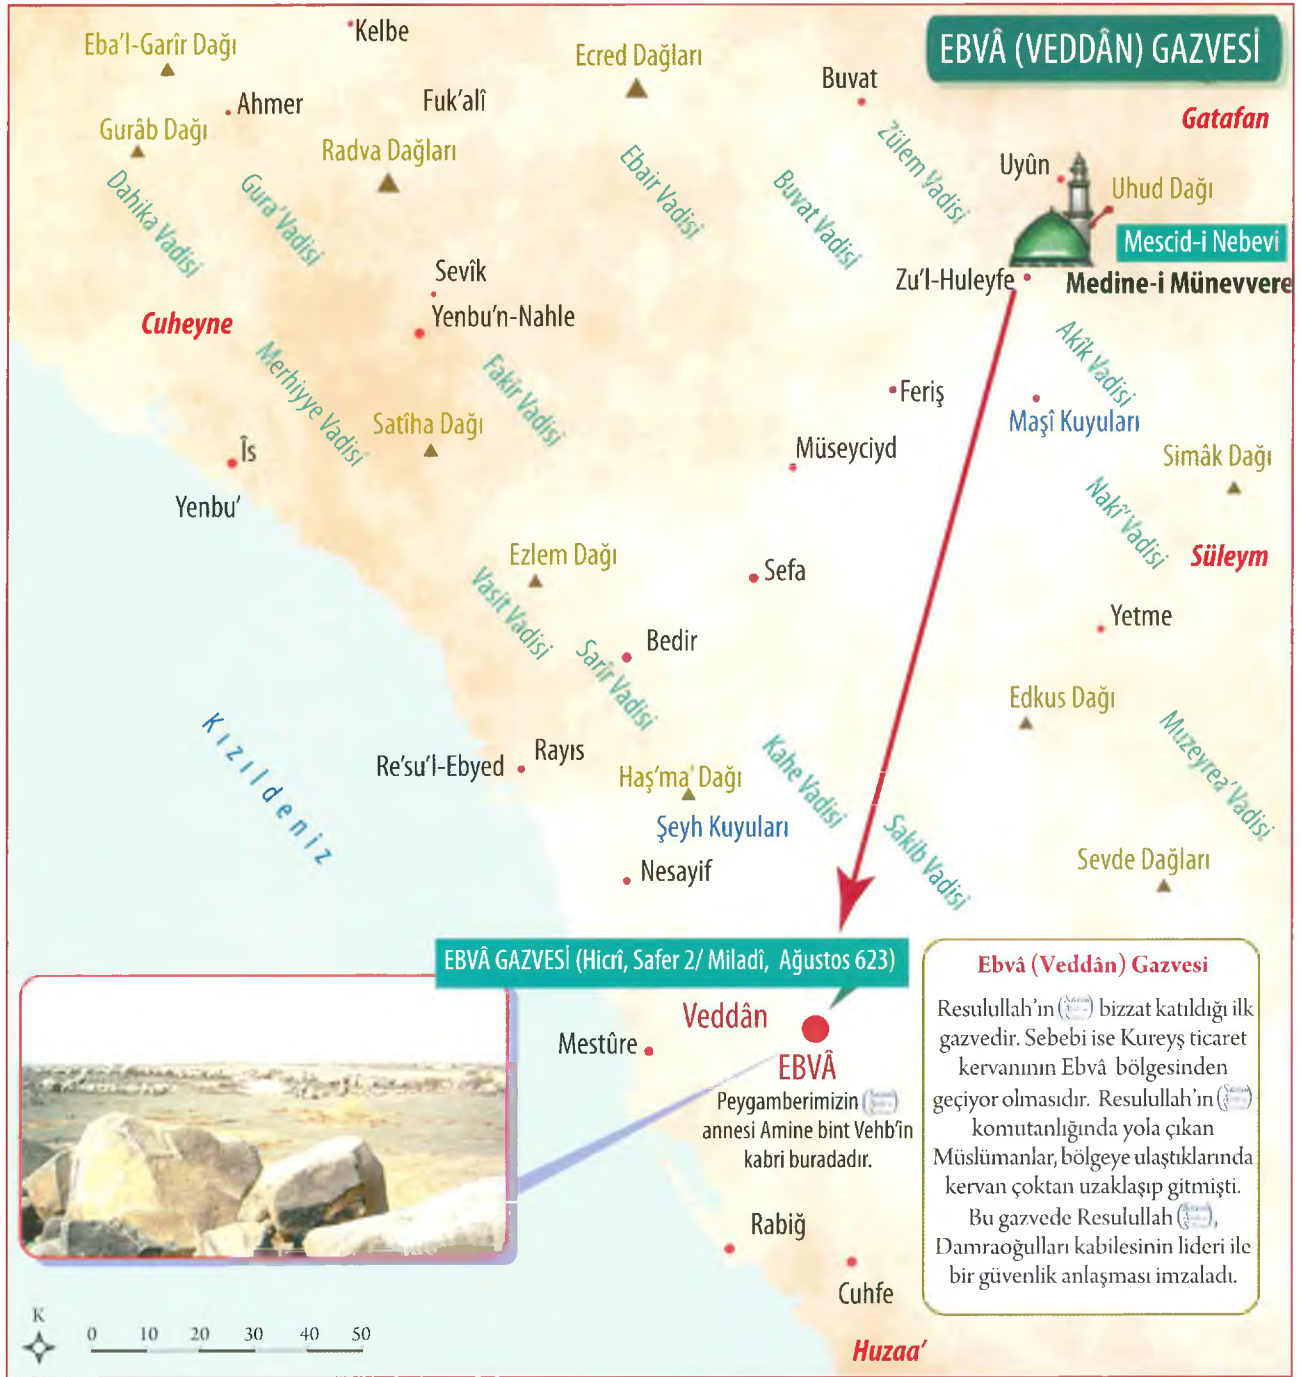 EBVÂ (VEDDÂN) GAZVESİ
Kelbe
Eba'l-Garîr Dağı
Ecred Dağları
Buvat
Ahmer
Fuk'alî
Gatafan
Gurâb Dağı
Radva Dağları
Zülem Vadisi
Uyûn
Uhud Dağı
Dahika Vadisi
Gura' Vadisi
Ebair Vadisi
Buvat Vadisi
Mescid-i Nebevi
Sevîk
Zu'l-Huleyfe
Medine-i Münevvere
Cuheyne
Yenbu'n-Nahle
Akîk Vadisi
Merhiyye Vadisi
Fakir Vadisi
Feriş
Maşî Kuyuları
Satîha Dağı
Îs
Müseyciyd
Simâk Dağı
Yenbu'
Nakî' Vadisi
Ezlem Dağı
Sefa
Süleym
Vasit Vadisi
Yetme
Bedir
Sarîr Vadisi
Edkus Dağı
Kızıldeniz
Re'su'l-Ebyed
Rayıs
Haş'ma' Dağı
Kahe Vadisi
Muzeyrea' Vadisi
Şeyh Kuyuları
Sakib Vadisi
Nesayif
Sevde Dağları
EBVÂ GAZVESİ (Hicrî, Safer 2/ Miladî, Ağustos 623)
Veddân
Mestûre
EBVÂ
Peygamberimizin
annesi Amine bint Vehb'in
kabri buradadır.
Rabiğ
Cuhfe
Huzaa'
Ebvâ (Veddân) Gazvesi
Resulullah'ın ( ) bizzat katıldığı ilk
gazvedir. Sebebi ise Kureyş ticaret
kervanının Ebvâ bölgesinden
geçiyor olmasıdır. Resulullah'ın ( )
komutanlığında yola çıkan
Müslümanlar, bölgeye ulaştıklarında
kervan çoktan uzaklaşıp gitmişti.
Bu gazvede Resulullah ( ),
Damraoğulları kabilesinin lideri ile
bir güvenlik anlaşması imzaladı.
K
0 10 20 30 40 50